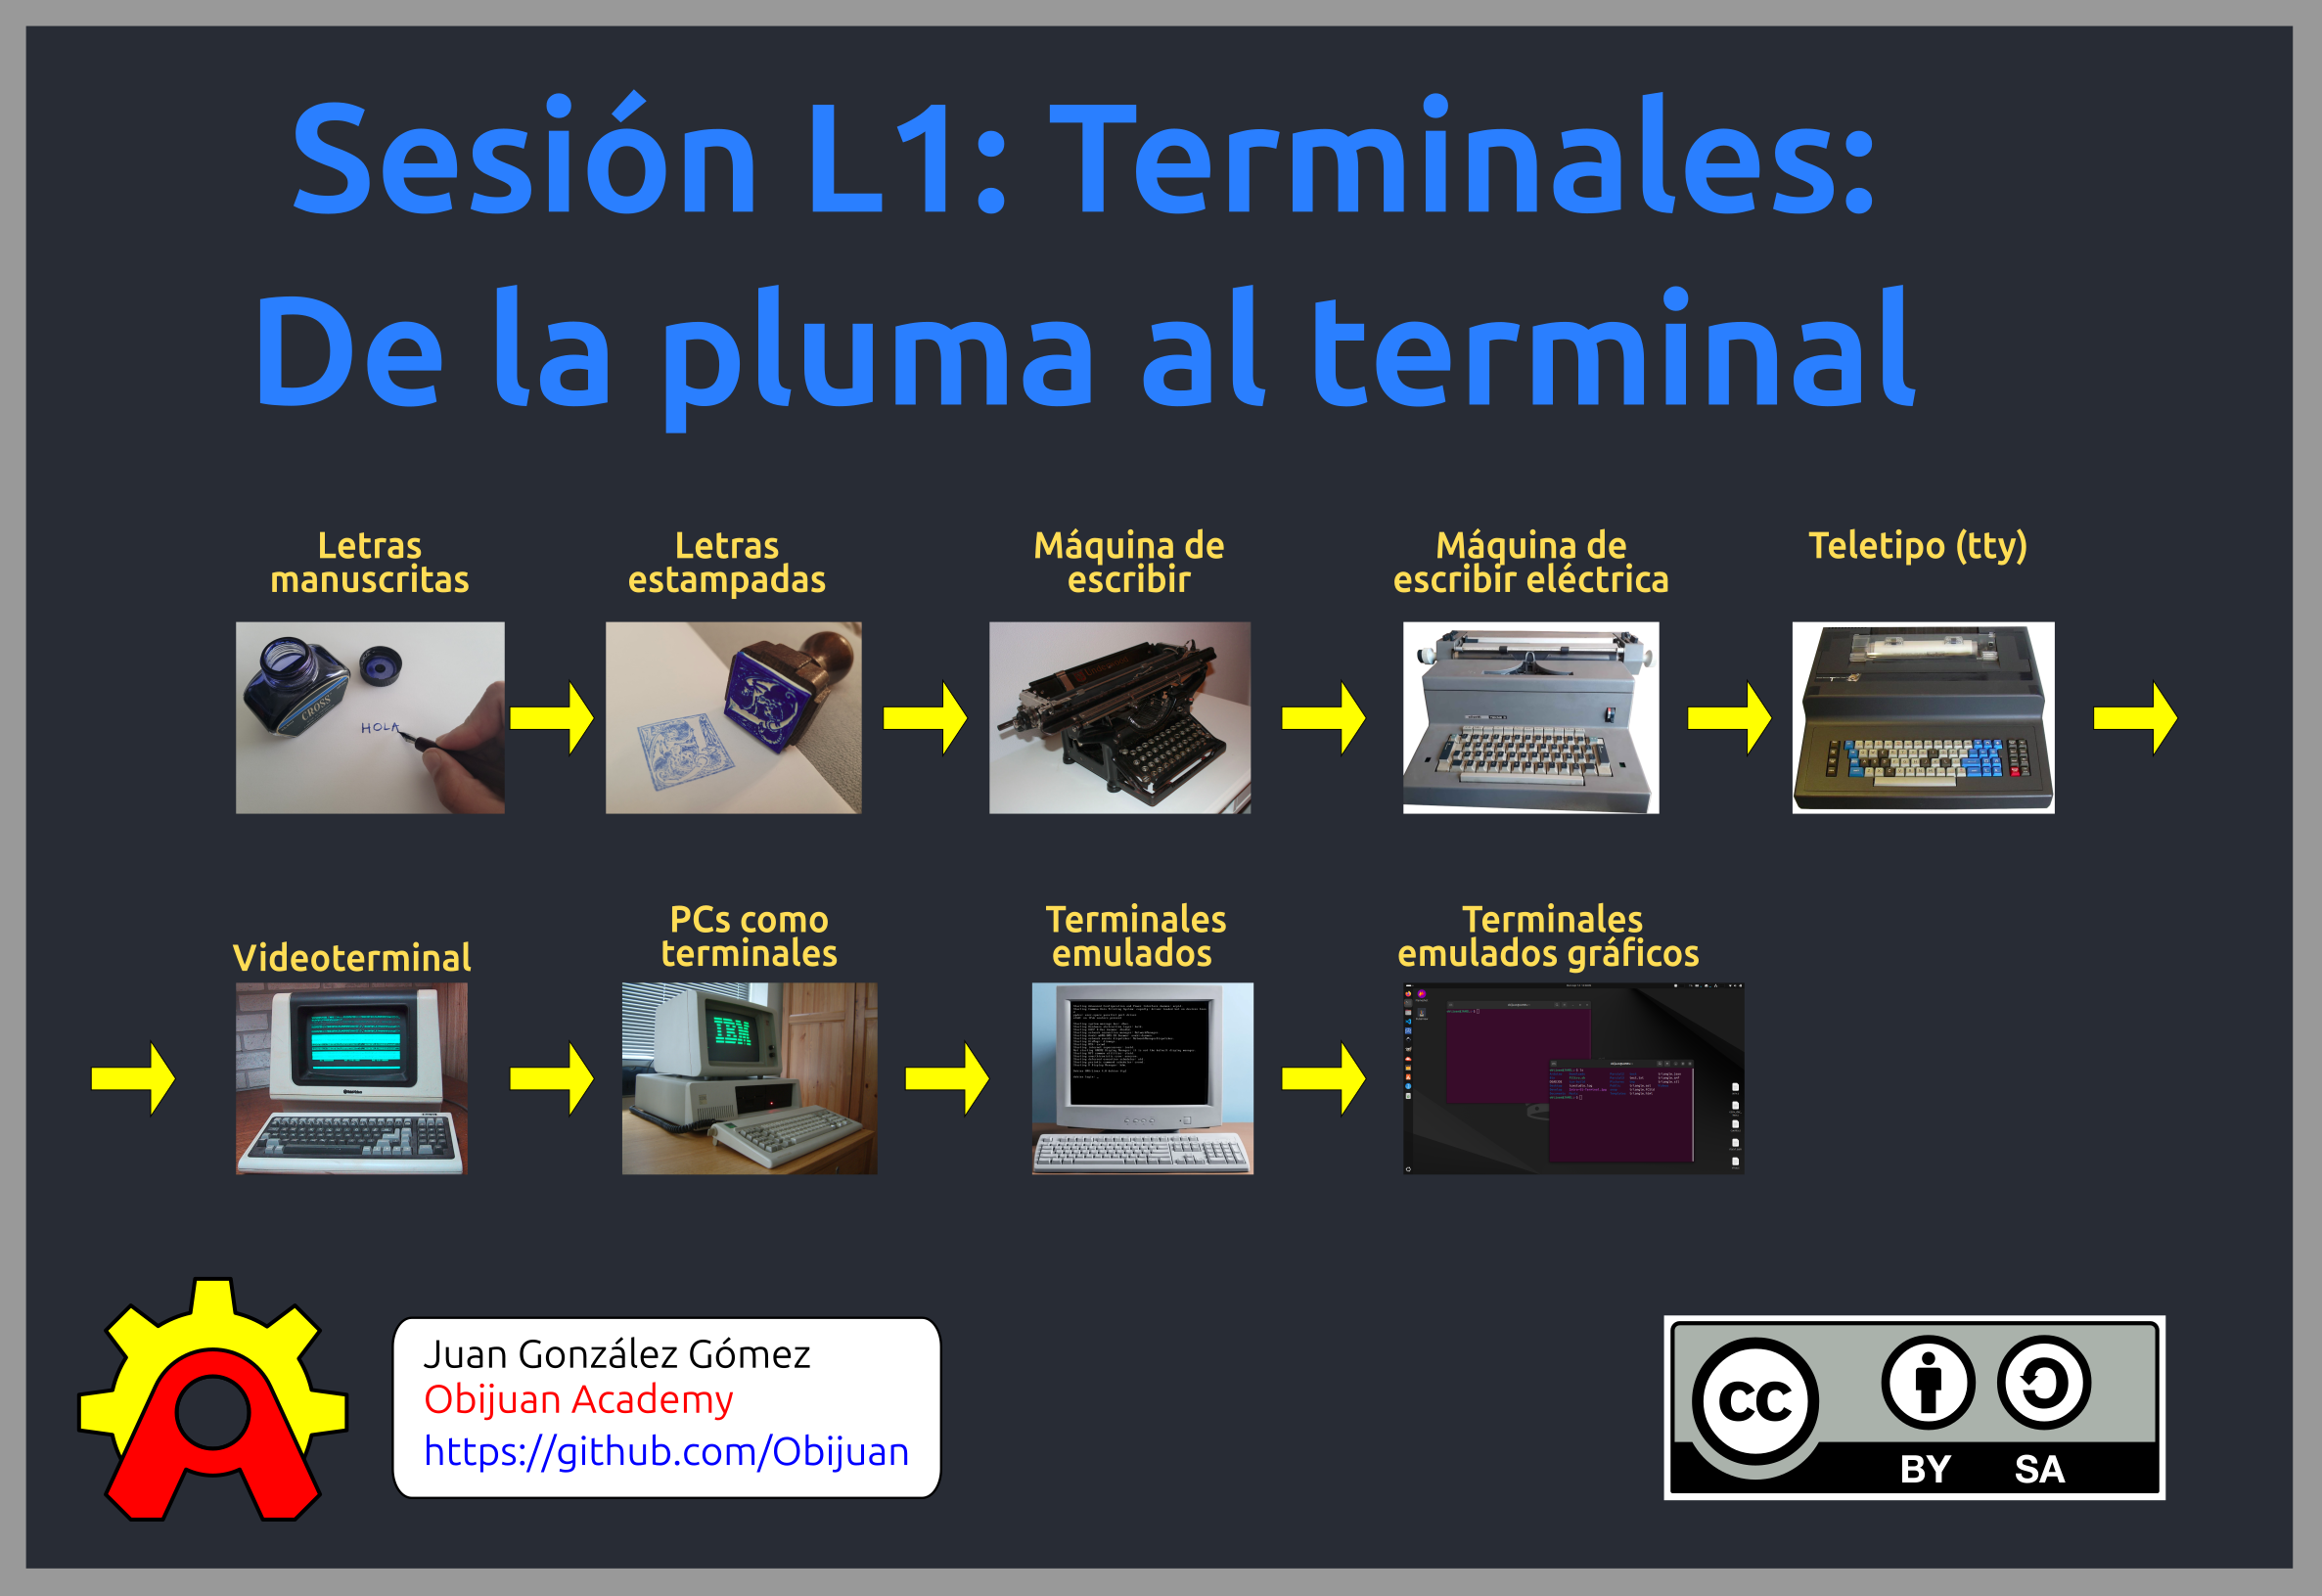 Sesión L1: Terminales:
De la pluma al terminal
Letras
manuscritas
Letras
estampadas
Máquina de
escribir
Máquina de
escribir eléctrica
Teletipo (tty)
CROSS
HOLA
Videoterminal
PCs como
terminales
Terminales
emulados
Terminales
emulados gráficos
IBM
Juan González Gómez
Obijuan Academy
https://github.com/Obijuan
cc
BY SA